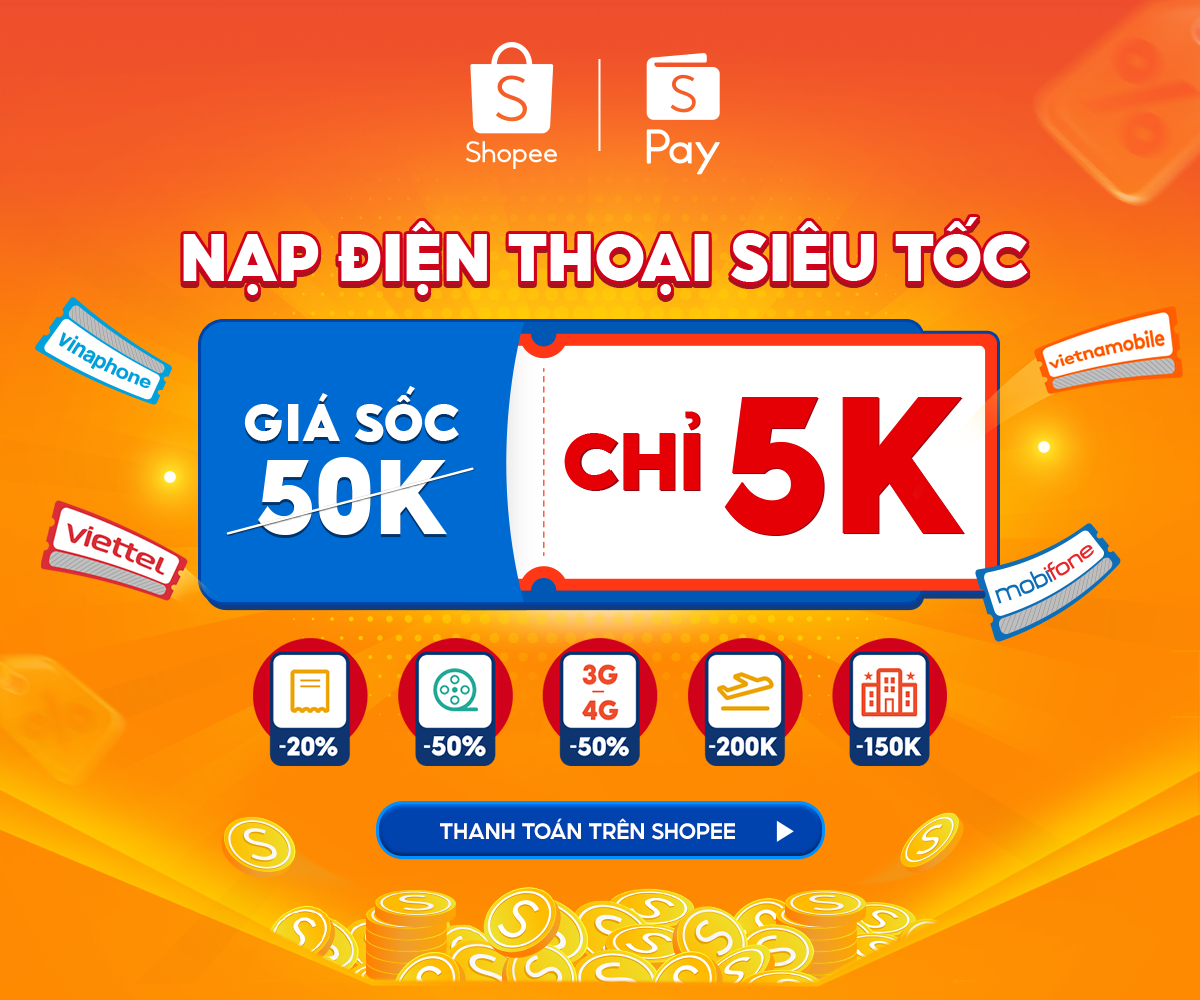 S S
Shopee Pay
NẠP ĐIỆN THOẠI SIÊU TỐC
vinaphone
vietnamobile
GIÁ SỐC
50K
CHỈ 5K
viettel
mobifone
3G
4G
-20%
-50%
-50%
-200K
-150K
THANH TOÁN TRÊN SHOPEE
S
S
S
S
S
S
S
S
S
S
S
S
S
S